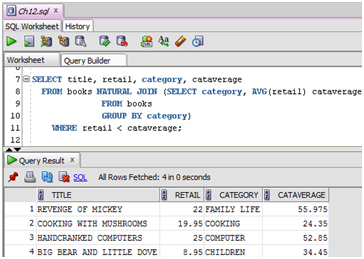 Ch12.sql
SQL Worksheet History
Worksheet Query Builder
7 SELECT title, retail, category, cataverage
8 FROM books NATURAL JOIN (SELECT category, AVG(retail) cataverage
9 FROM books
10 GROUP BY category)
11 WHERE retail < cataverage;
12
Query Result
SQL All Rows Fetched: 4 in 0 seconds
TITLE RETAIL CATEGORY CATAVERAGE
1 REVENGE OF MICKEY 22 FAMILY LIFE 55.975
2 COOKING WITH MUSHROOMS 19.95 COOKING 24.35
3 HANDCRANKED COMPUTERS 25 COMPUTER 52.85
4 BIG BEAR AND LITTLE DOVE 8.95 CHILDREN 34.45